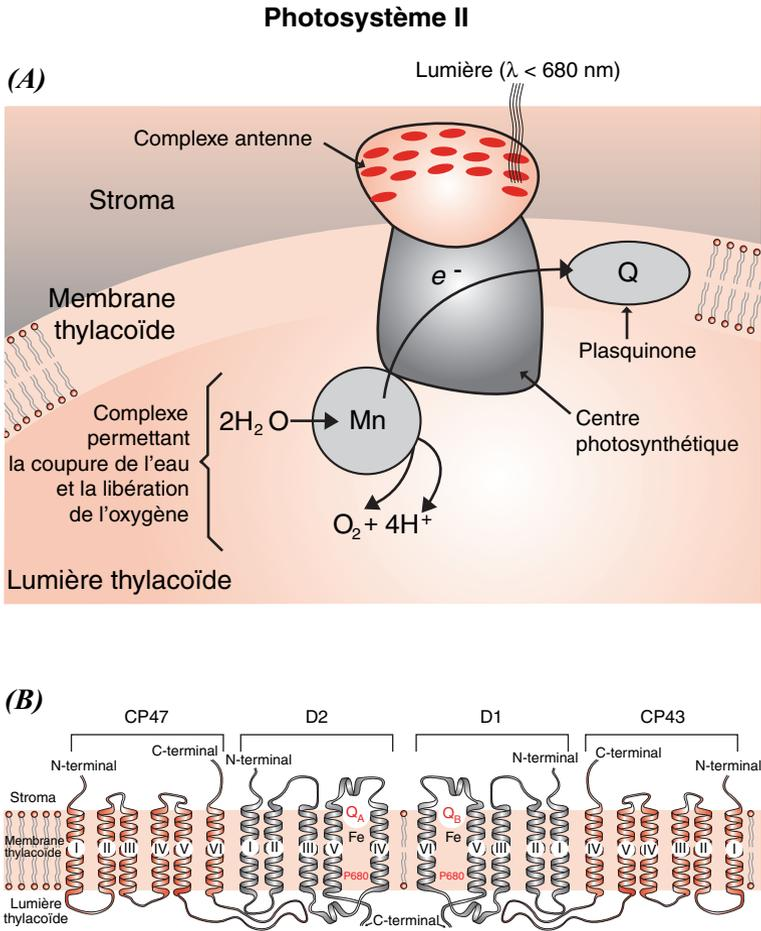 Photosystème II
(A)
Lumière (λ < 680 nm)
Complexe antenne
Stroma
e -
Q
Membrane
thylacoïde
Plasquinone
Complexe
permettant
la coupure de l'eau
et la libération
de l'oxygène
2H2 O
Mn
Centre
photosynthétique
O2 + 4H+
Lumière thylacoïde
(B)
CP47 D2 D1 CP43
N-terminal C-terminal N-terminal N-terminal C-terminal N-terminal
Stroma
QA QB
Fe Fe
Membrane
thylacoïde
I II III IV V VI I II III V IV VI V III II I IV V IV III II I
P680 P680
Lumière
thylacoïde
C-terminal